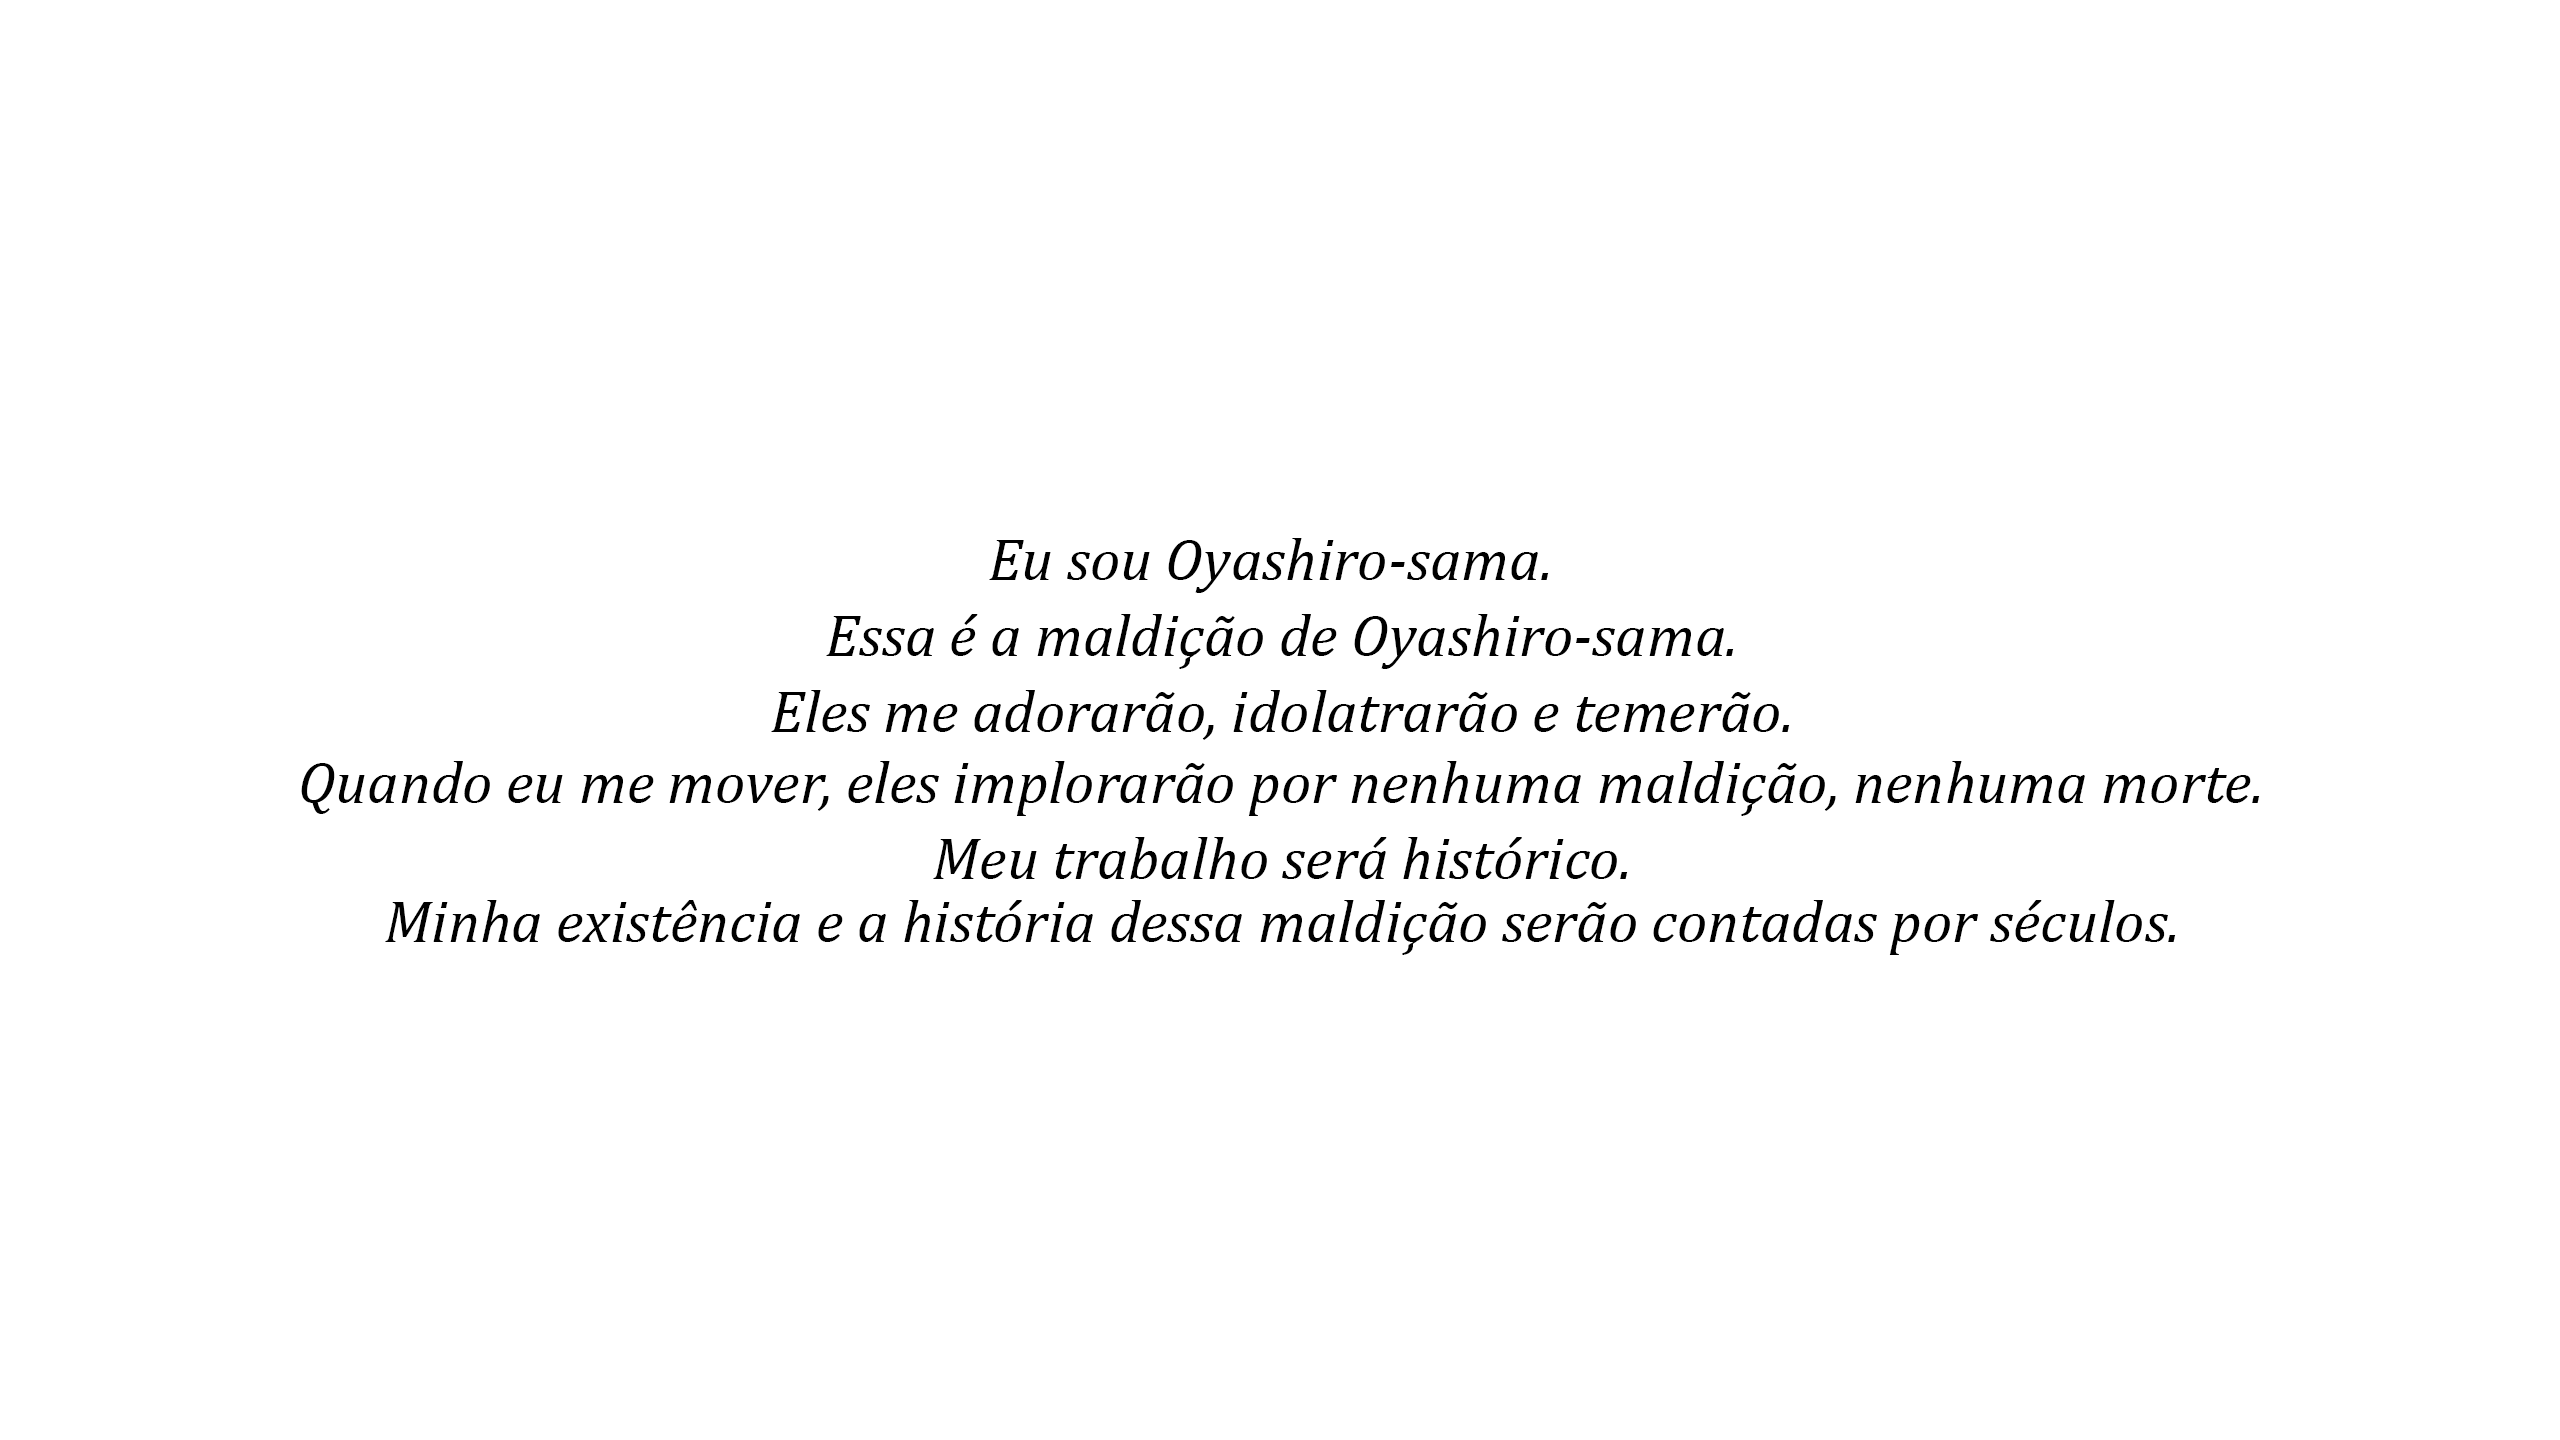 Eu sou Oyashiro-sama.
Essa é a maldição de Oyashiro-sama.
Eles me adorarão, idolatrarão e temerão.
Quando eu me mover, eles implorarão por nenhuma maldição, nenhuma morte.
Meu trabalho será histórico.
Minha existência e a história dessa maldição serão contadas por séculos.